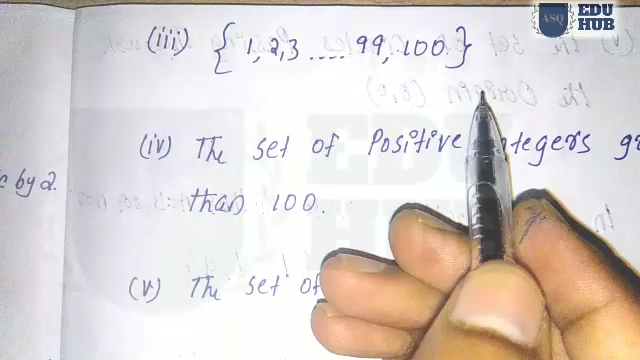 ASQ EDU HUB
(iii) { 1,2,3 ..... 99, 100 }
(iv) The set of Positive
c by 2.
than 100.
(v) The set of